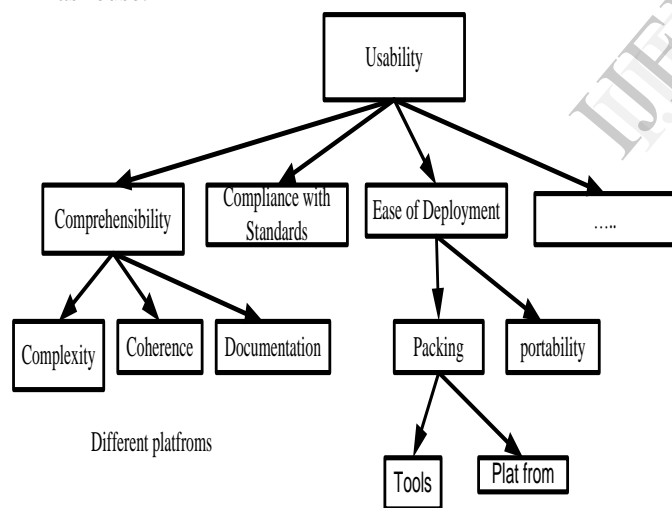 Usability
Comprehensibility
Compliance with
Standards
Ease of Deployment
.....
Complexity
Coherence
Documentation
Packing
portability
Different platfroms
Tools
Plat from